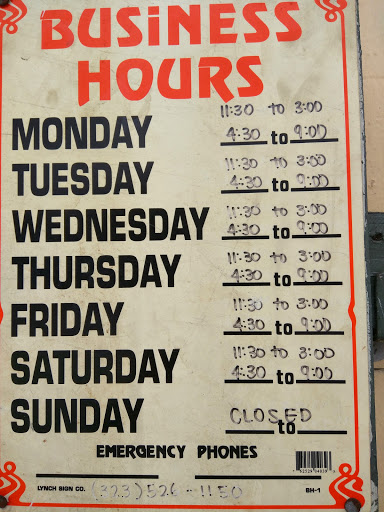 BUSINESS
HOURS
11:30 to 3:00
MONDAY 4:30 to 9:00
11:30 to 3:00
TUESDAY 4:30 to 9:00
11:30 to 3:00
WEDNESDAY 4:30 to 9:00
11:30 to 3:00
THURSDAY 4:30 to 9:00
11:30 to 3:00
FRIDAY 4:30 to 9:00
11:30 to 3:00
SATURDAY 4:30 to 9:00
SUNDAY CLOSED to
EMERGENCY PHONES
LYNCH SIGN CO. (323) 526-1150 BH-1